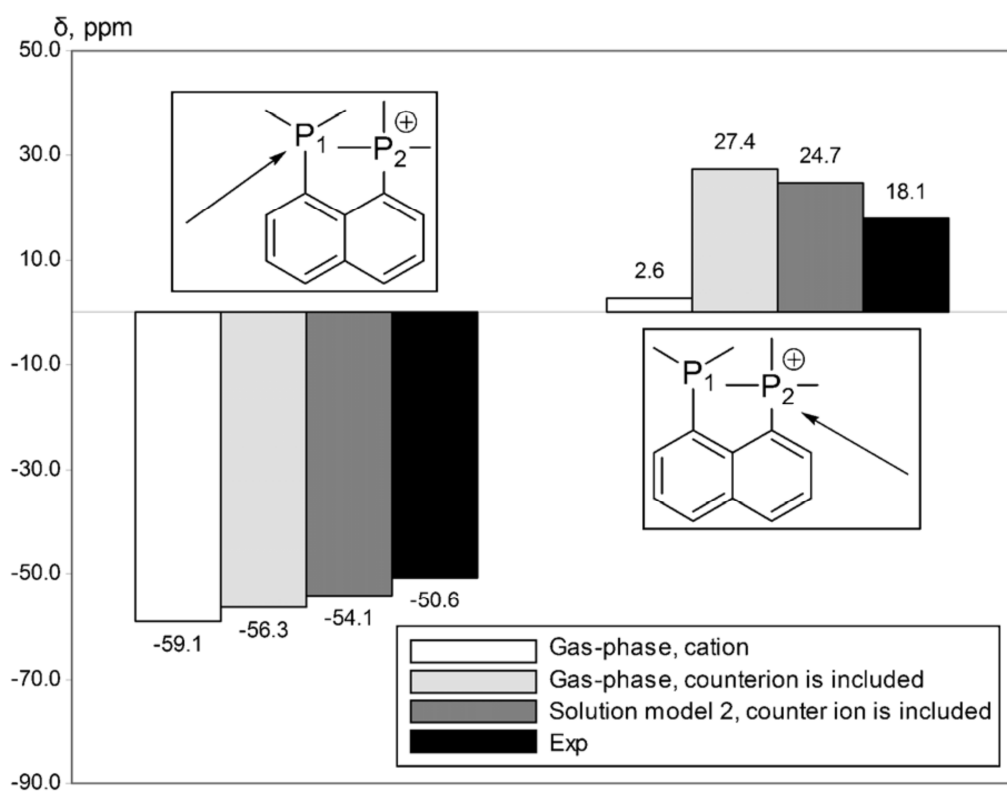 δ, ppm
50.0
30.0
10.0
-10.0
-30.0
-50.0
-70.0
-90.0
P1
P2
⊕
-59.1
-56.3
-54.1
-50.6
2.6
27.4
24.7
18.1
P1
P2
⊕
Gas-phase, cation
Gas-phase, counterion is included
Solution model 2, counter ion is included
Exp